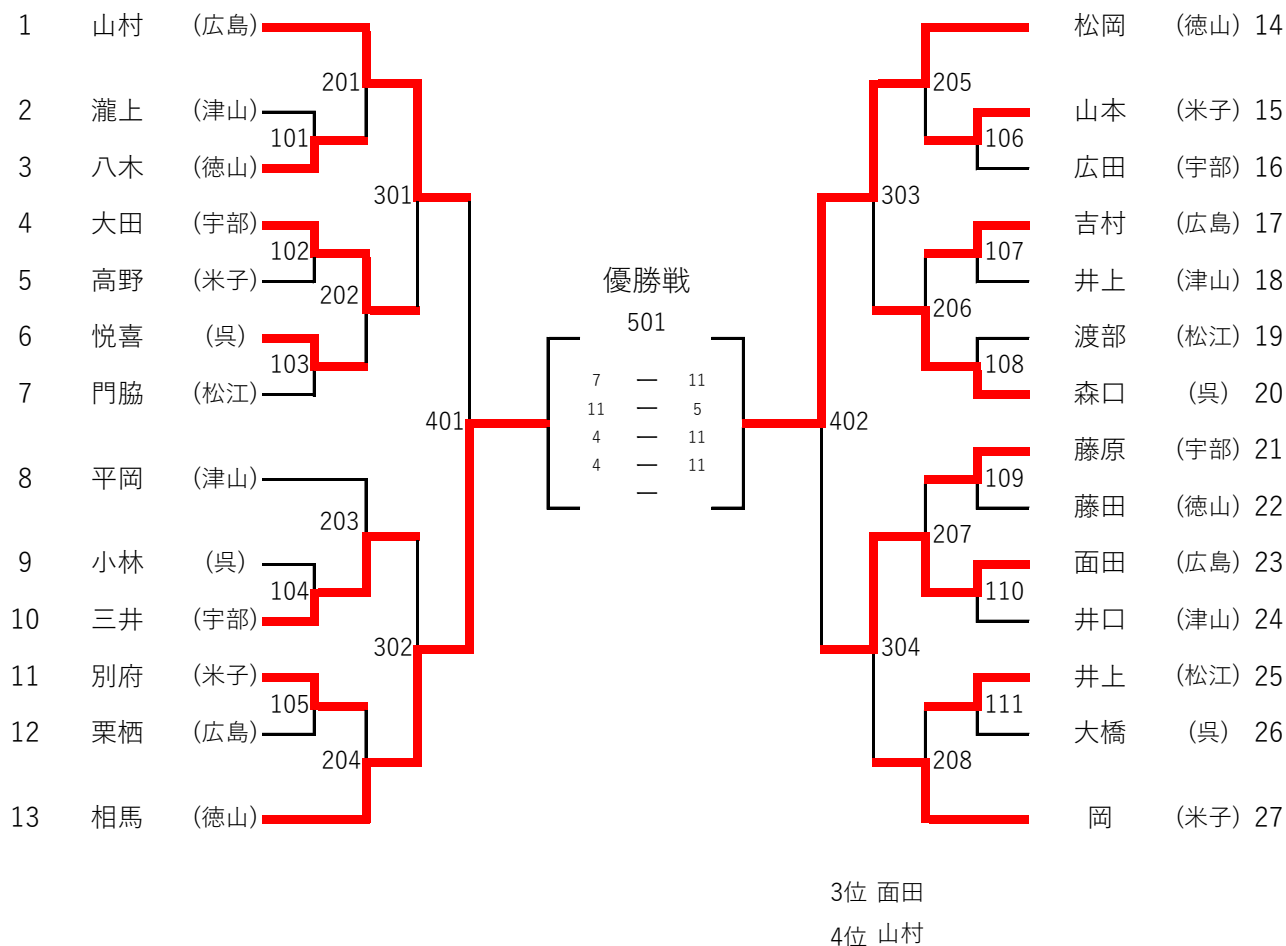 1 山村 (広島) 松岡 (徳山) 14
201 205
2 瀧上 (津山) 山本 (米子) 15
101 106
3 八木 (徳山) 広田 (宇部) 16
301 303
4 大田 (宇部) 吉村 (広島) 17
102 107
5 高野 (米子) 優勝戦 井上 (津山) 18
202 206
6 悦喜 (呉) 501 渡部 (松江) 19
103 108
7 門脇 (松江) 7 — 11 森口 (呉) 20
11 — 5
401 402
4 — 11
藤原 (宇部) 21
4 — 11
8 平岡 (津山) 109
—
藤田 (徳山) 22
203 207
9 小林 (呉) 面田 (広島) 23
104 110
10 三井 (宇部) 井口 (津山) 24
302 304
11 別府 (米子) 井上 (松江) 25
105 111
12 栗栖 (広島) 大橋 (呉) 26
204 208
13 相馬 (徳山) 岡 (米子) 27
3位 面田
4位 山村